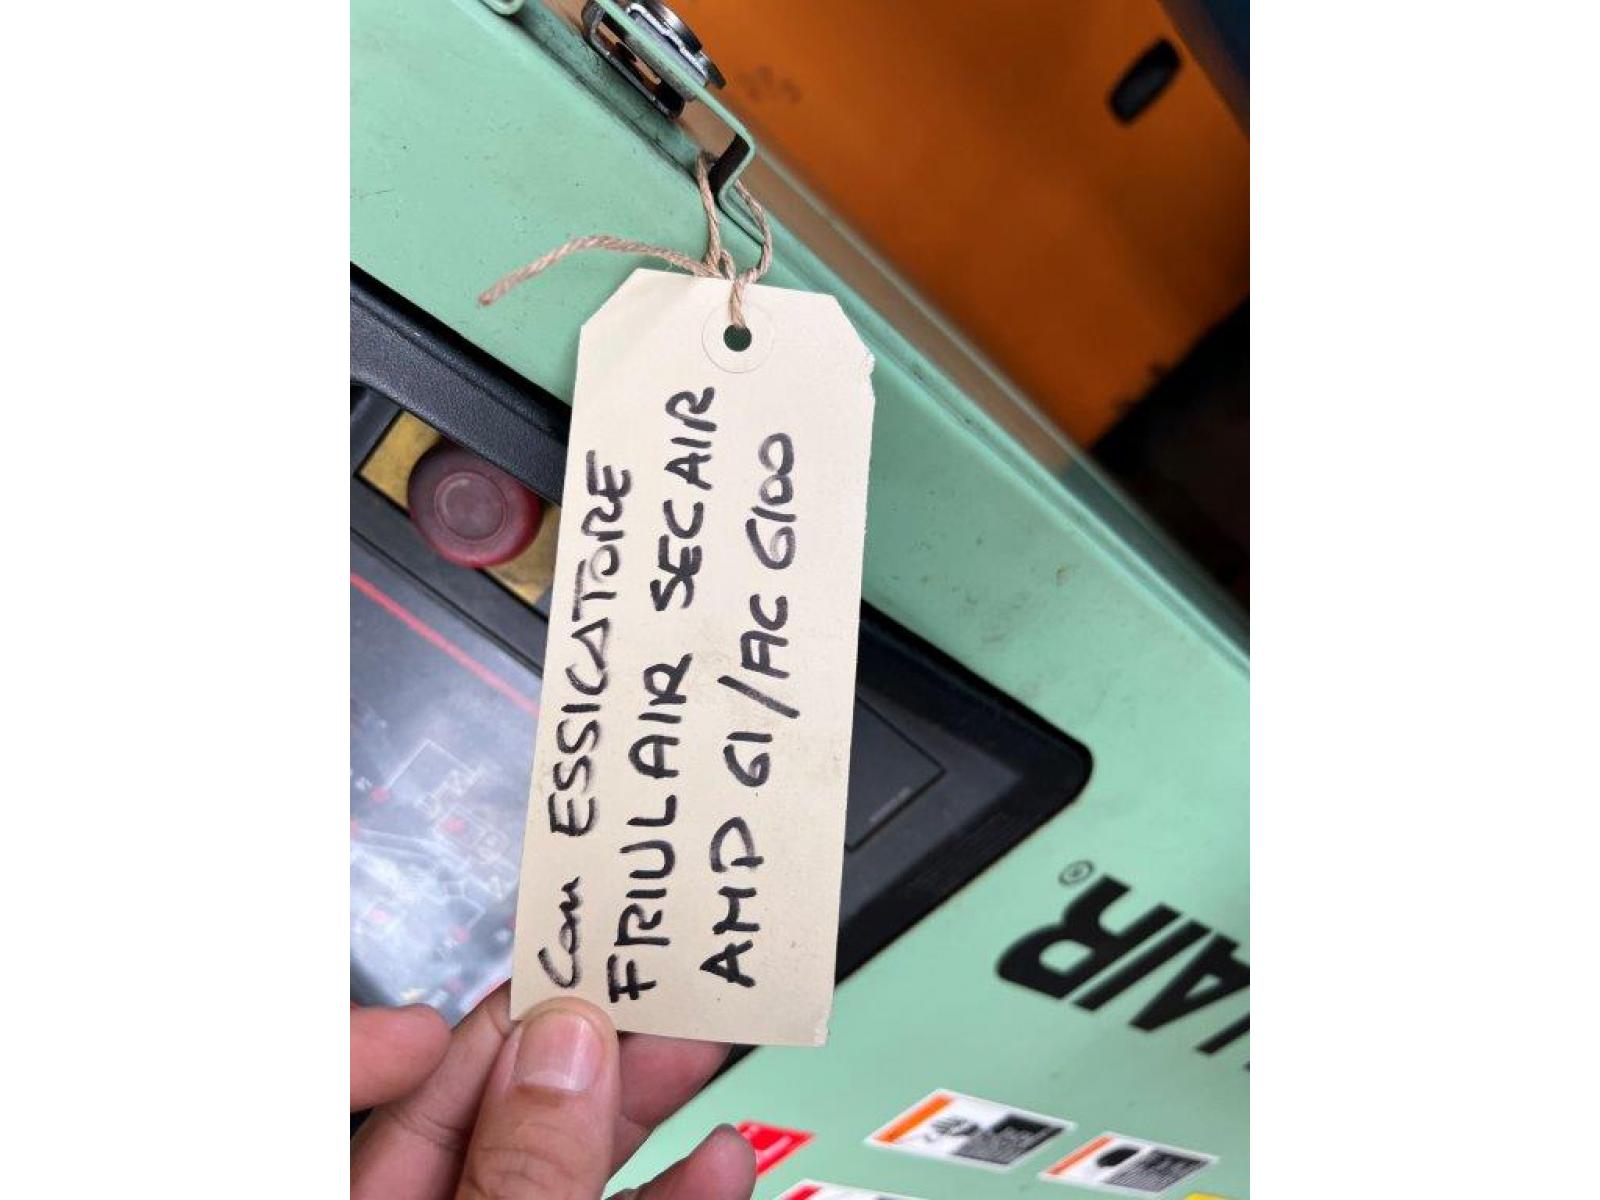 Con ESSICATORE
FRIULAIR SECAIR
AMD 61/AC 6100
AIR®